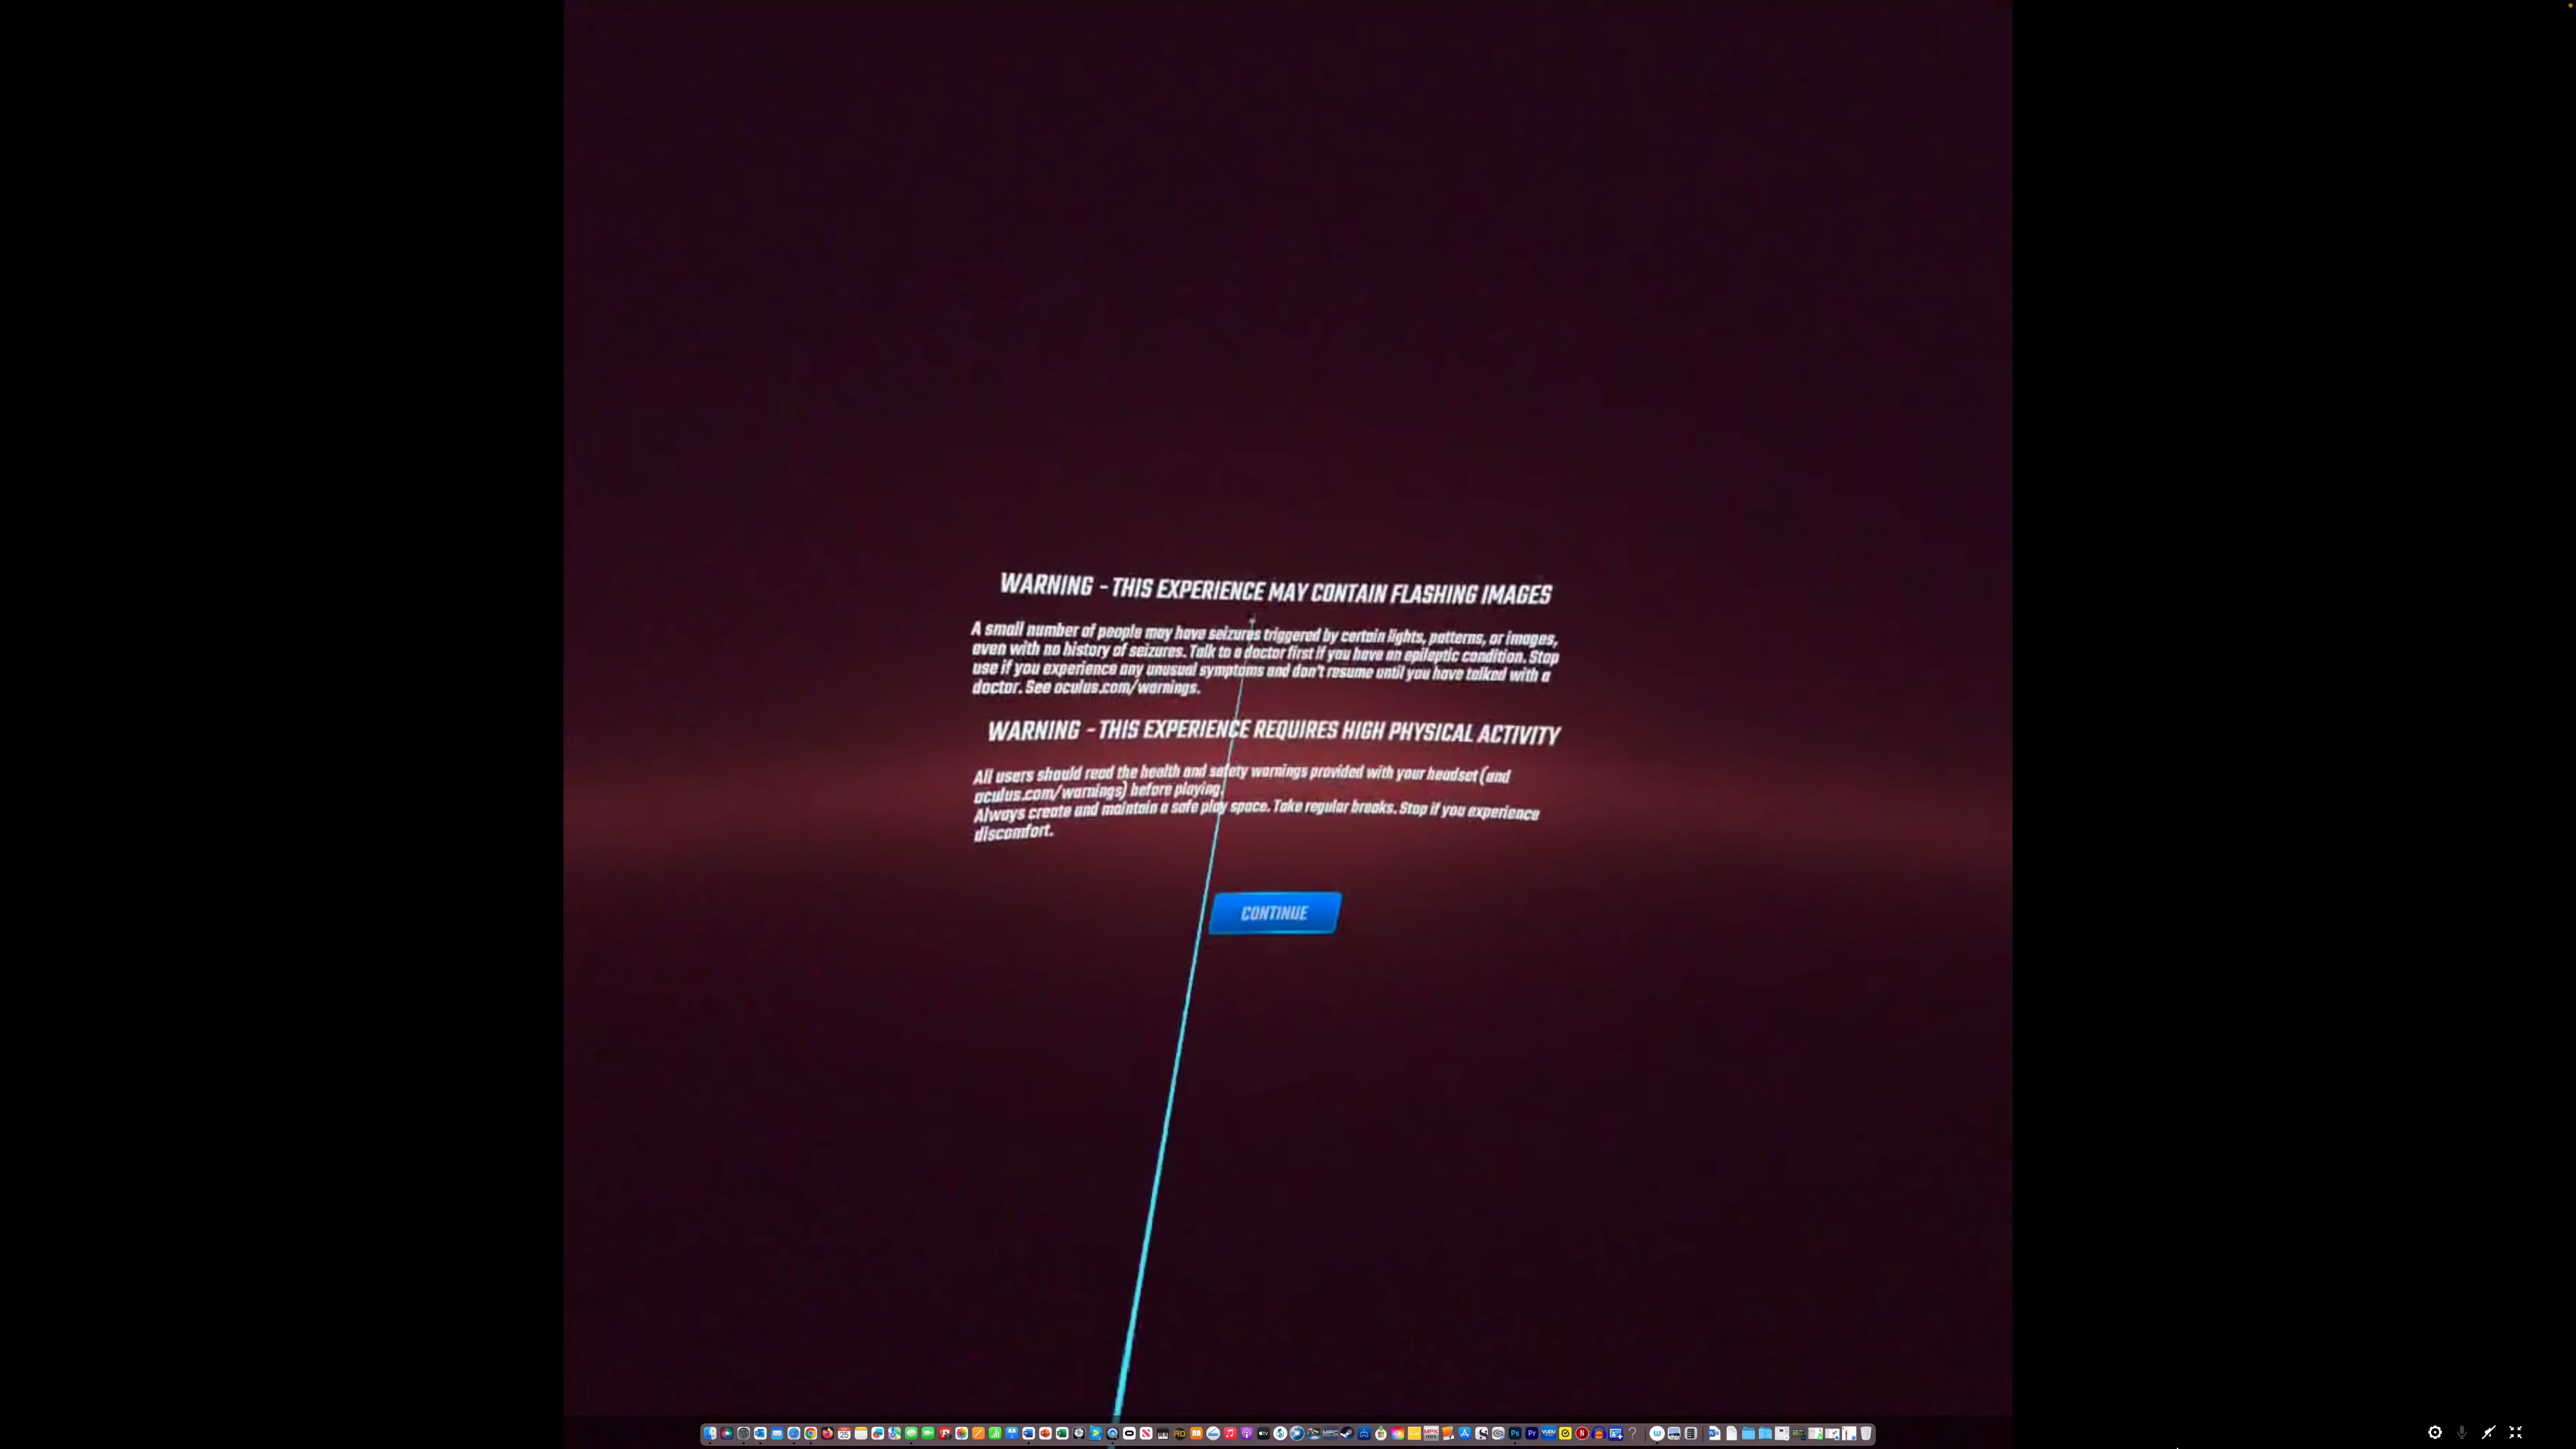 WARNING - THIS EXPERIENCE MAY CONTAIN FLASHING IMAGES
A small number of people may have seizures triggered by certain lights, patterns, or images,
even with no history of seizures. Talk to a doctor first if you have an epileptic condition. Stop
use if you experience any unusual symptoms and don't resume until you have talked with a
doctor. See oculus.com/warnings.
WARNING - THIS EXPERIENCE REQUIRES HIGH PHYSICAL ACTIVITY
All users should read the health and safety warnings provided with your headset (and
oculus.com/warnings) before playing.
Always create and maintain a safe play space. Take regular breaks. Stop if you experience
discomfort.
CONTINUE